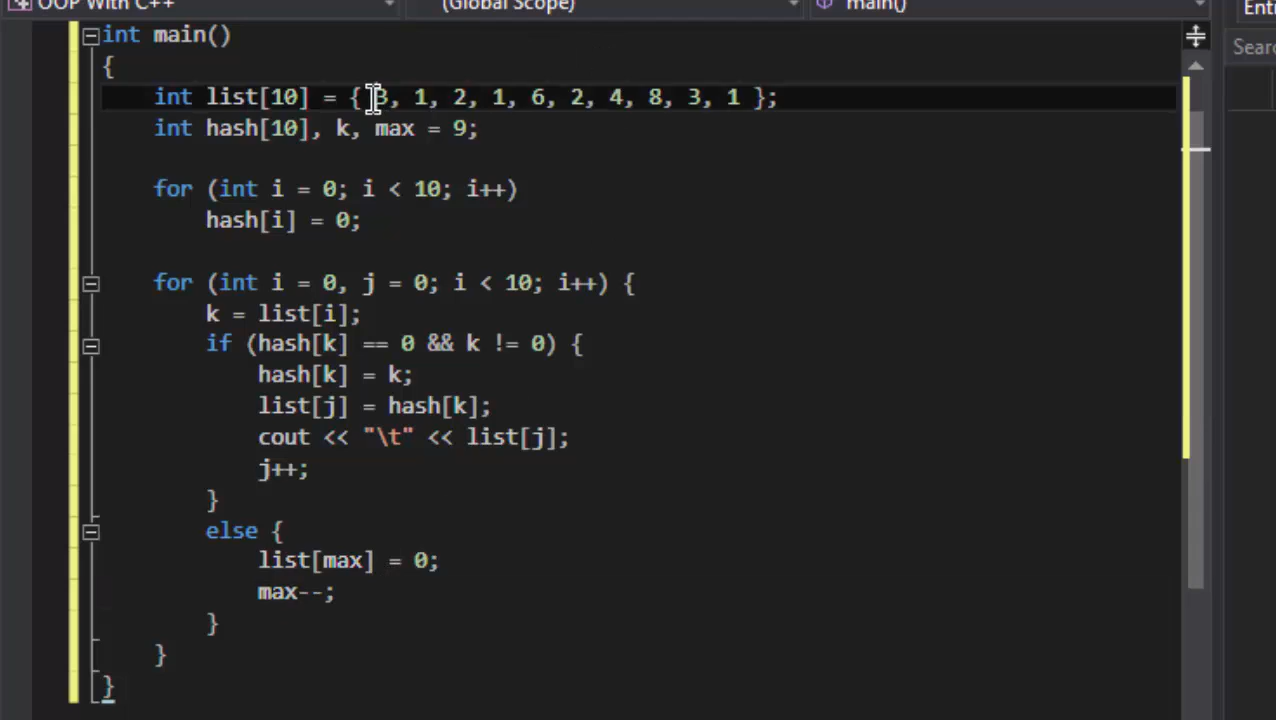 OOP With C++ (Global Scope) main()
Entr
Sear
int main()
{
int list[10] = { 3, 1, 2, 1, 6, 2, 4, 8, 3, 1 };
int hash[10], k, max = 9;
for (int i = 0; i < 10; i++)
hash[i] = 0;
for (int i = 0, j = 0; i < 10; i++) {
k = list[i];
if (hash[k] == 0 && k != 0) {
hash[k] = k;
list[j] = hash[k];
cout << "\t" << list[j];
j++;
}
else {
list[max] = 0;
max--;
}
}
}